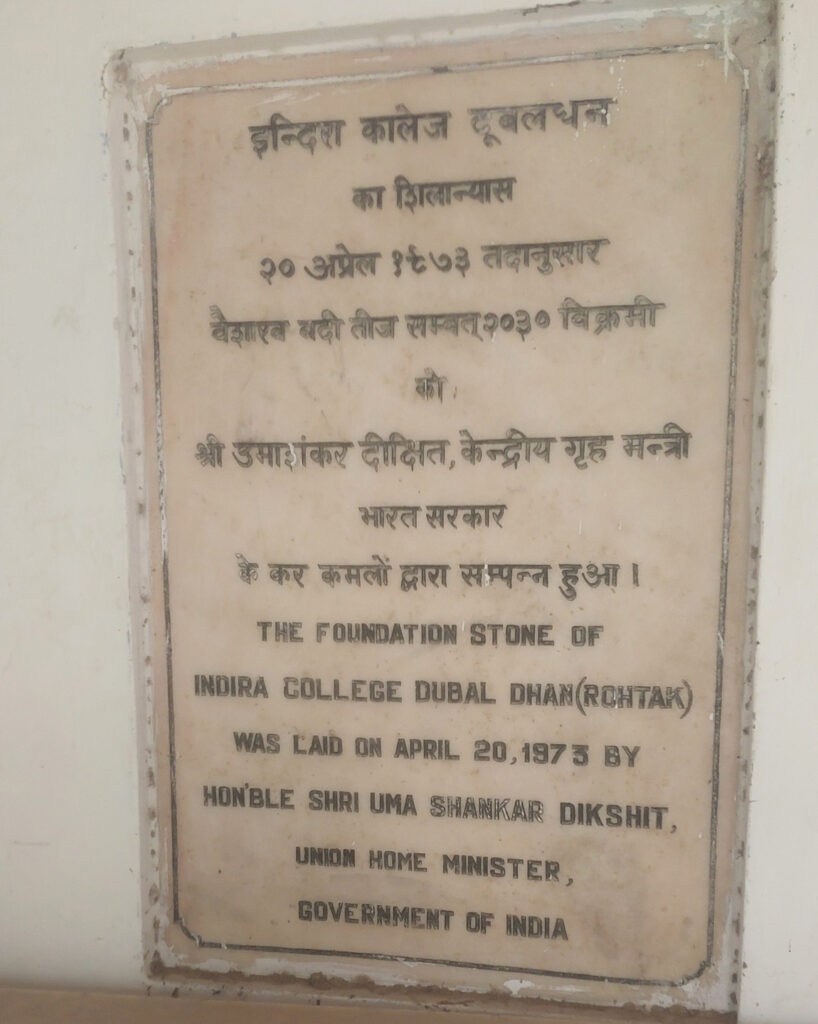 इन्दिरा कालेज दूबलधन
का शिलान्यास
२० अप्रेल १९७३ तदानुसार
वैशाख बदी तीज सम्वत् २०३० विक्रमी
को
श्री उमाशंकर दीक्षित, केन्द्रीय गृह मन्त्री
भारत सरकार
के कर कमलों द्वारा सम्पन्न हुआ।
THE FOUNDATION STONE OF
INDIRA COLLEGE DUBAL DHAN(ROHTAK)
WAS LAID ON APRIL 20,1973 BY
HON'BLE SHRI UMA SHANKAR DIKSHIT,
UNION HOME MINISTER,
GOVERNMENT OF INDIA